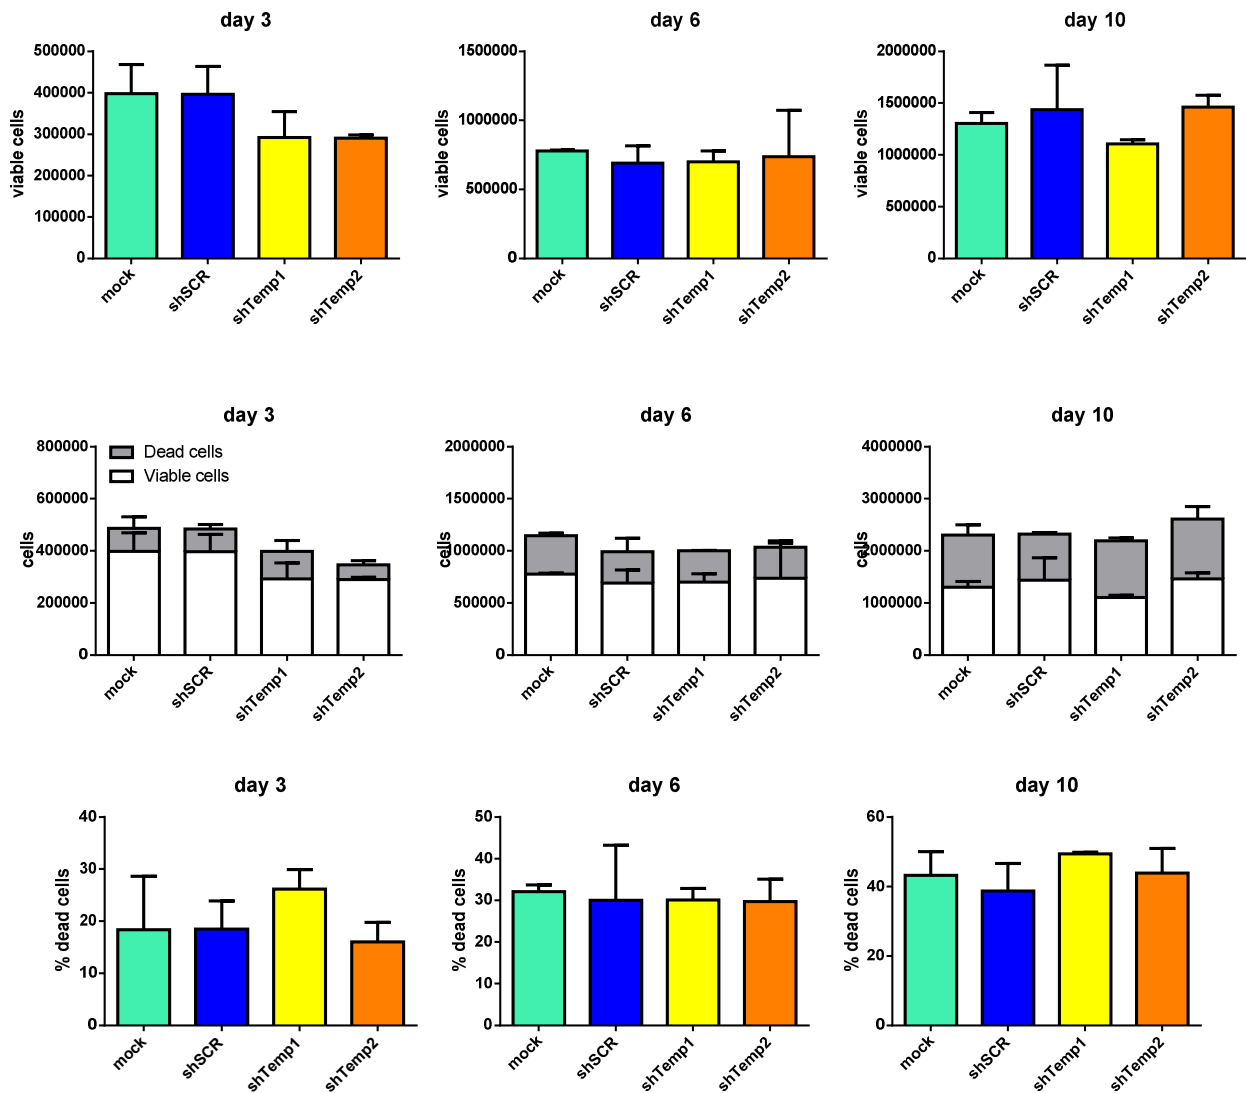 day 3
day 6
day 10
viable cells
500000
400000
300000
200000
100000
0
mock
shSCR
shTemp1
shTemp2
viable cells
1500000
1000000
500000
0
mock
shSCR
shTemp1
shTemp2
viable cells
2000000
1500000
1000000
500000
0
mock
shSCR
shTemp1
shTemp2
day 3
day 6
day 10
cells
800000
600000
400000
200000
0
Dead cells
Viable cells
mock
shSCR
shTemp1
shTemp2
cells
2000000
1500000
1000000
500000
0
mock
shSCR
shTemp1
shTemp2
cells
4000000
3000000
2000000
1000000
0
mock
shSCR
shTemp1
shTemp2
day 3
day 6
day 10
% dead cells
40
30
20
10
0
mock
shSCR
shTemp1
shTemp2
% dead cells
50
40
30
20
10
0
mock
shSCR
shTemp1
shTemp2
% dead cells
60
40
20
0
mock
shSCR
shTemp1
shTemp2